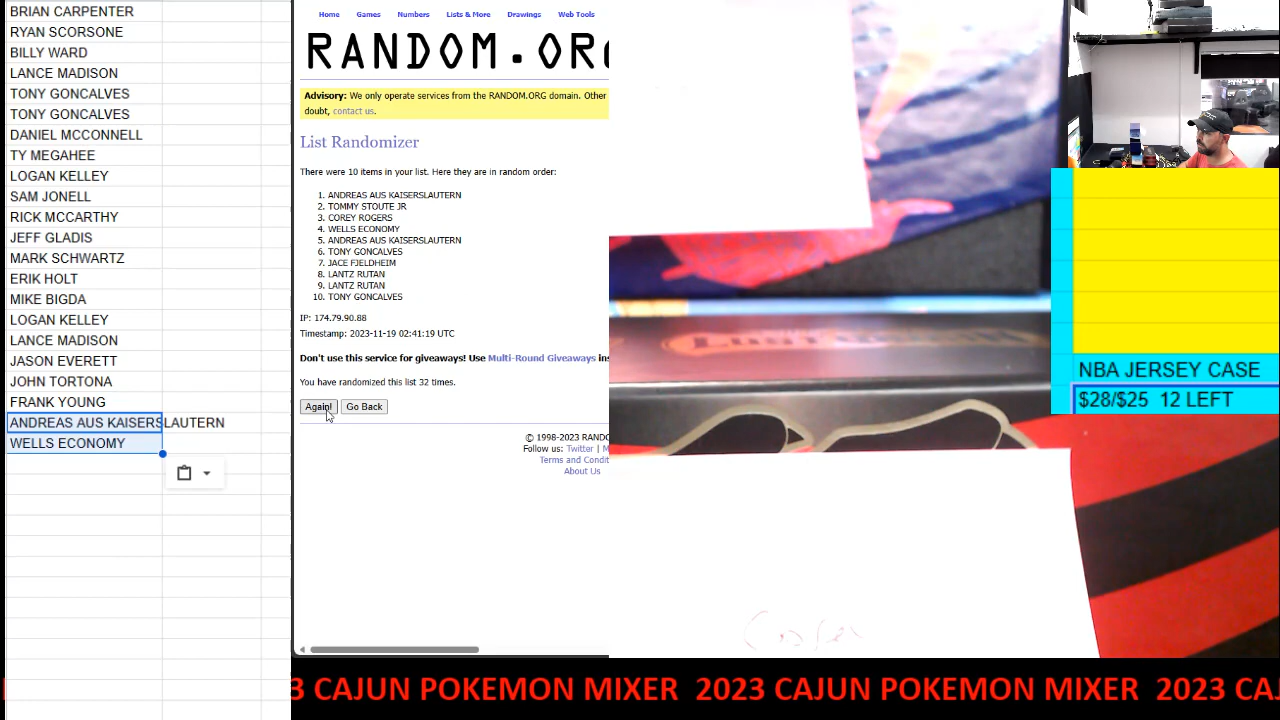 BRIAN CARPENTER
RYAN SCORSONE
BILLY WARD
LANCE MADISON
TONY GONCALVES
TONY GONCALVES
DANIEL MCCONNELL
TY MEGAHEE
LOGAN KELLEY
SAM JONELL
RICK MCCARTHY
JEFF GLADIS
MARK SCHWARTZ
ERIK HOLT
MIKE BIGDA
LOGAN KELLEY
LANCE MADISON
JASON EVERETT
JOHN TORTONA
FRANK YOUNG
ANDREAS AUS KAISERSLAUTERN
WELLS ECONOMY
Home Games Numbers Lists & More Drawings Web Tools
RANDOM.ORG
Advisory: We only operate services from the RANDOM.ORG domain. Other
doubt, contact us.
List Randomizer
There were 10 items in your list. Here they are in random order:
1. ANDREAS AUS KAISERSLAUTERN
2. TOMMY STOUTE JR
3. COREY ROGERS
4. WELLS ECONOMY
5. ANDREAS AUS KAISERSLAUTERN
6. TONY GONCALVES
7. JACE FJELDHEIM
8. LANTZ RUTAN
9. LANTZ RUTAN
10. TONY GONCALVES
IP: 174.79.90.88
Timestamp: 2023-11-19 02:41:19 UTC
Don't use this service for giveaways! Use Multi-Round Giveaways ins
You have randomized this list 32 times.
Again! Go Back
© 1998-2023 RANDO
Follow us: Twitter | M
Terms and Condit
About Us
NBA JERSEY CASE
$28/$25 12 LEFT
3 CAJUN POKEMON MIXER 2023 CAJUN POKEMON MIXER 2023 CAJ